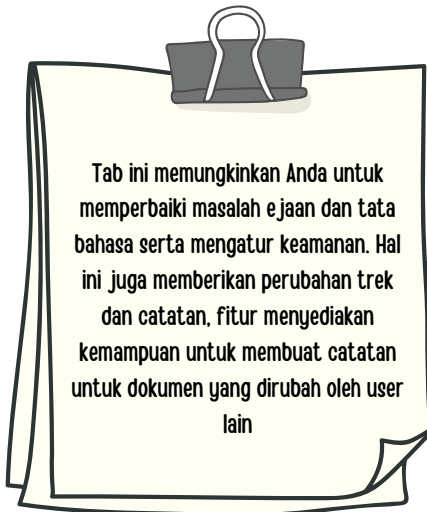 Tab ini memungkinkan Anda untuk
memperbaiki masalah ejaan dan tata
bahasa serta mengatur keamanan. Hal
ini juga memberikan perubahan trek
dan catatan, fitur menyediakan
kemampuan untuk membuat catatan
untuk dokumen yang dirubah oleh user
lain